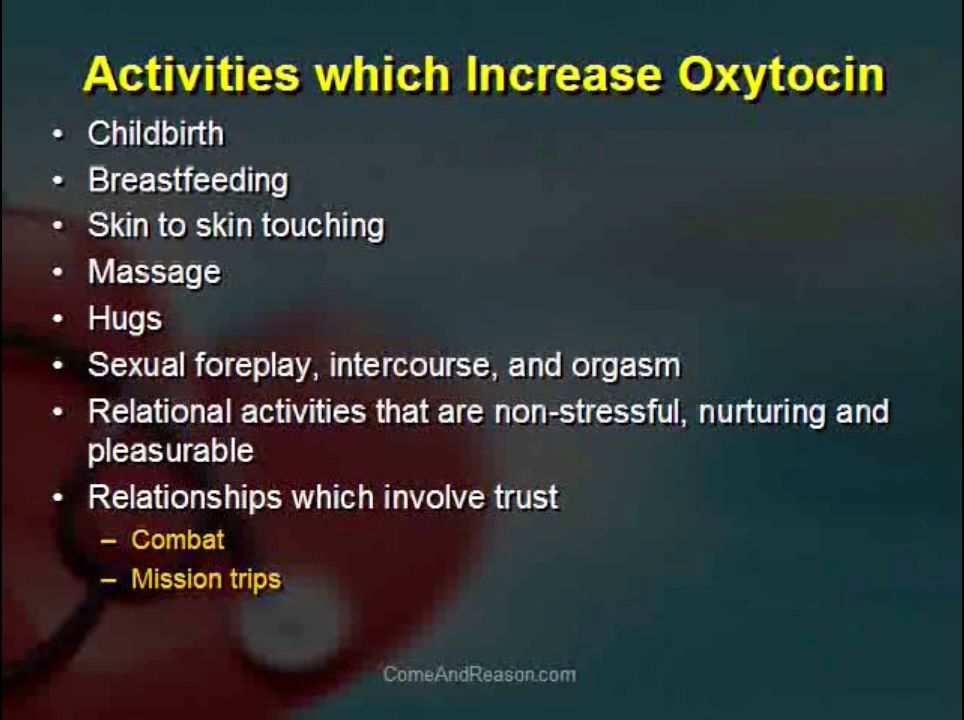 Activities which Increase Oxytocin
• Childbirth
• Breastfeeding
• Skin to skin touching
• Massage
• Hugs
• Sexual foreplay, intercourse, and orgasm
• Relational activities that are non-stressful, nurturing and
pleasurable
• Relationships which involve trust
– Combat
– Mission trips
ComeAndReason.com